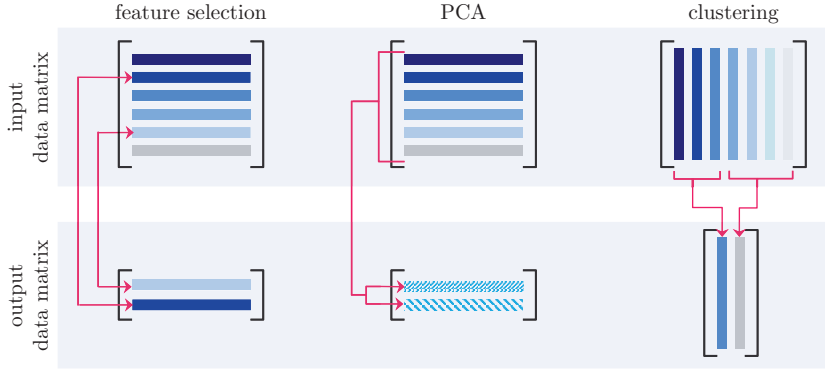 feature selection
PCA
clustering
input
data matrix
output
data matrix